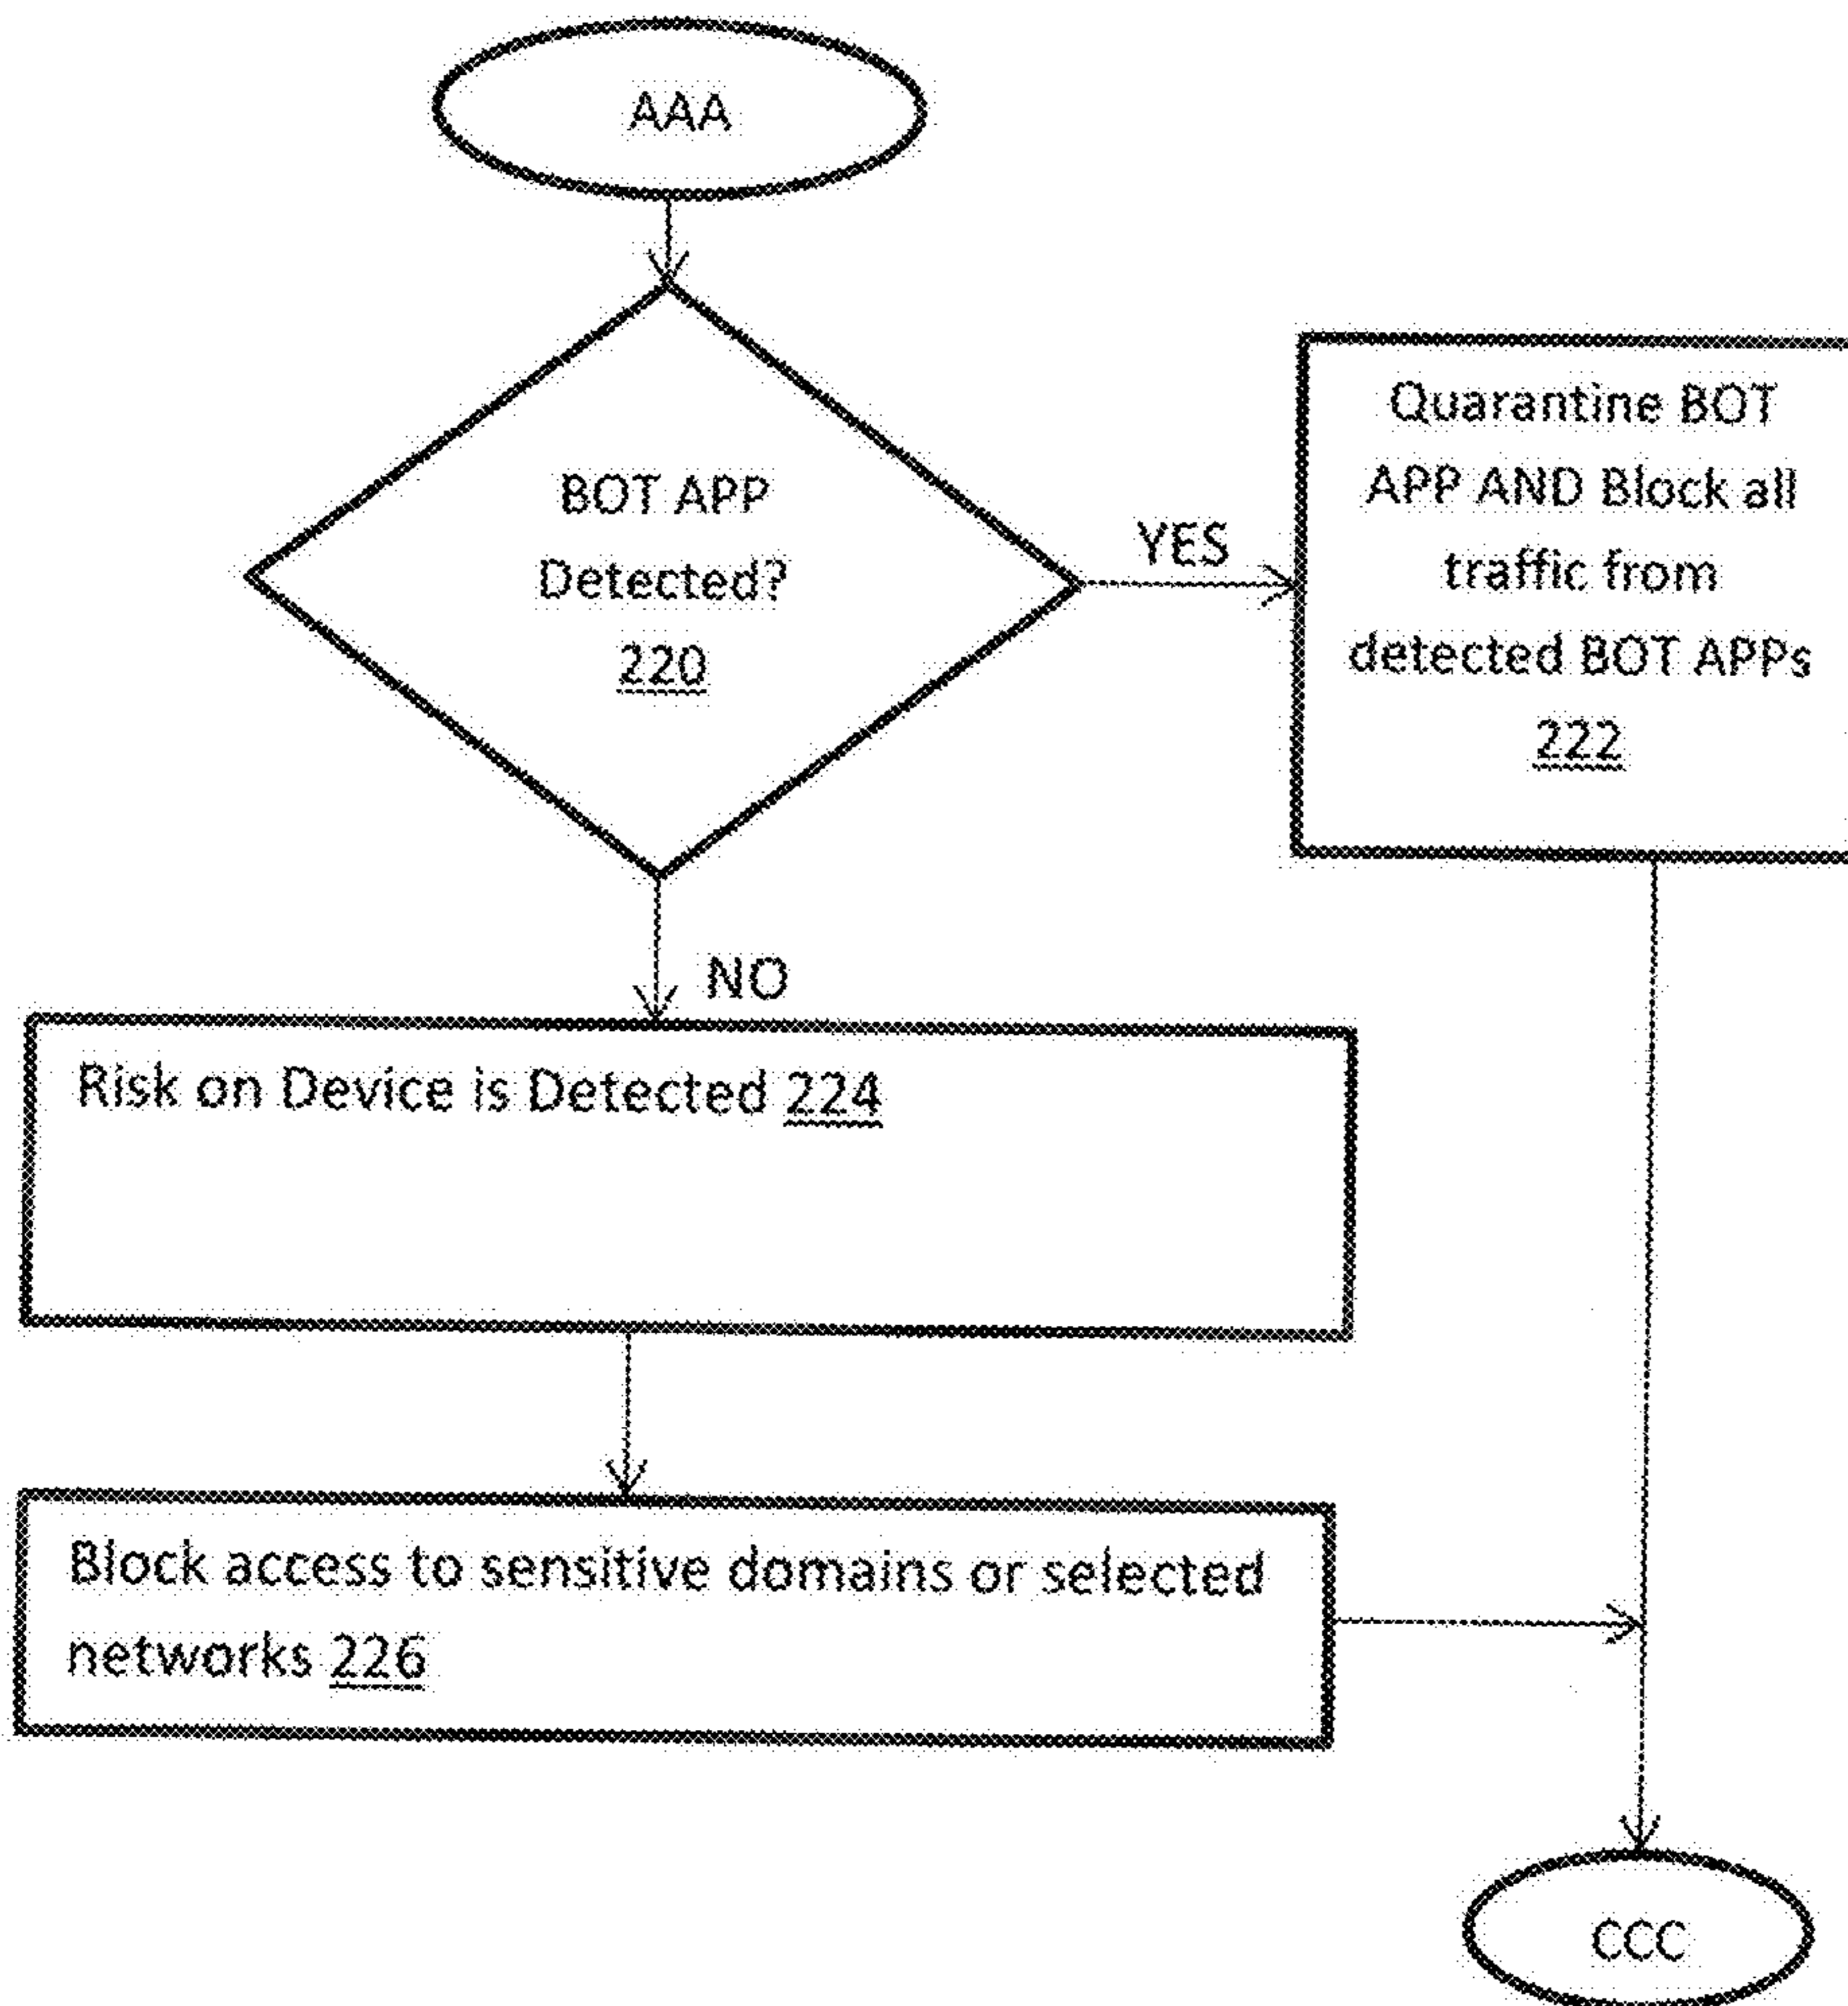 AAA
BOT APP
Detected?
220
YES
Quarantine BOT
APP AND Block all
traffic from
detected BOT APPs
222
NO
Risk on Device is Detected 224
Block access to sensitive domains or selected
networks 226
CCC